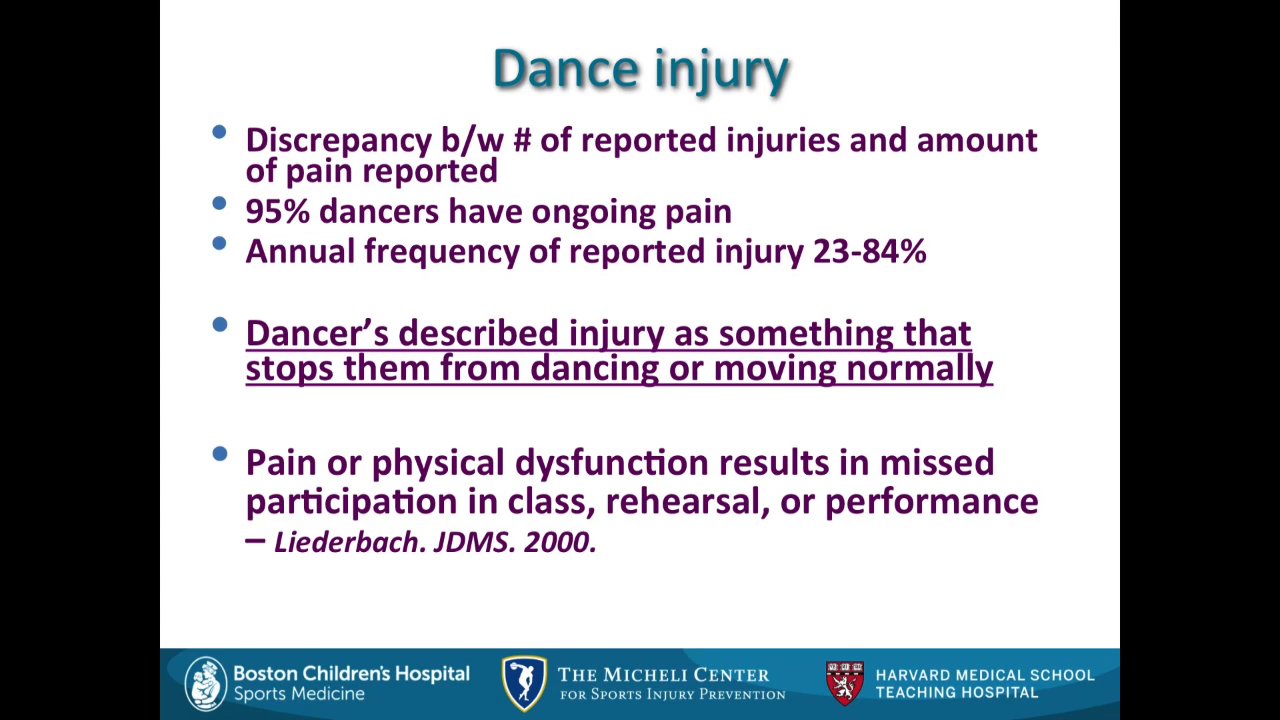 Dance injury
• Discrepancy b/w # of reported injuries and amount
of pain reported
• 95% dancers have ongoing pain
• Annual frequency of reported injury 23-84%
• Dancer’s described injury as something that
stops them from dancing or moving normally
• Pain or physical dysfunction results in missed
participation in class, rehearsal, or performance
– Liederbach. JDMS. 2000.
Boston Children's Hospital
Sports Medicine
THE MICHELI CENTER
FOR SPORTS INJURY PREVENTION
HARVARD MEDICAL SCHOOL
TEACHING HOSPITAL